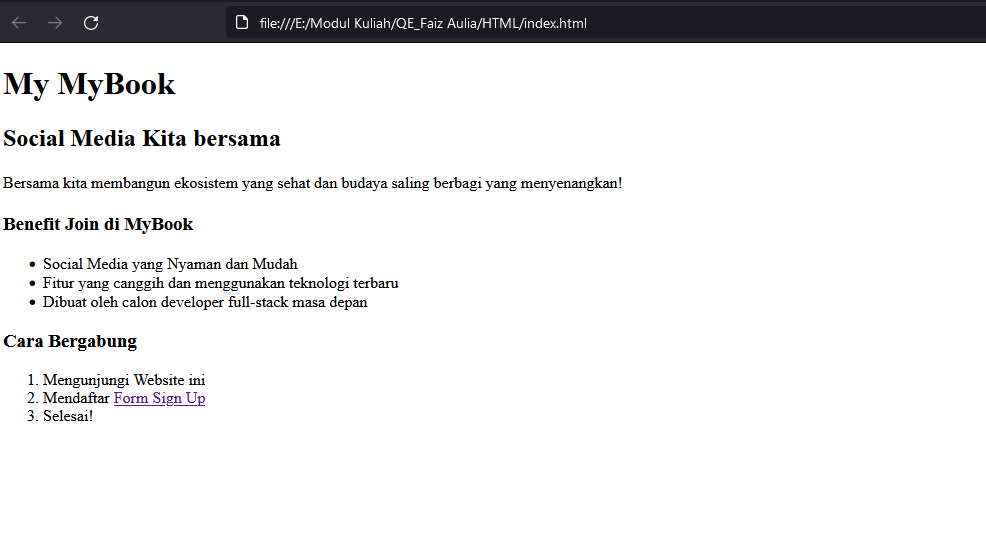 file:///E:/Modul Kuliah/QE_Faiz Aulia/HTML/index.html
My MyBook
Social Media Kita bersama
Bersama kita membangun ekosistem yang sehat dan budaya saling berbagi yang menyenangkan!
Benefit Join di MyBook
• Social Media yang Nyaman dan Mudah
• Fitur yang canggih dan menggunakan teknologi terbaru
• Dibuat oleh calon developer full-stack masa depan
Cara Bergabung
1. Mengunjungi Website ini
2. Mendaftar Form Sign Up
3. Selesai!